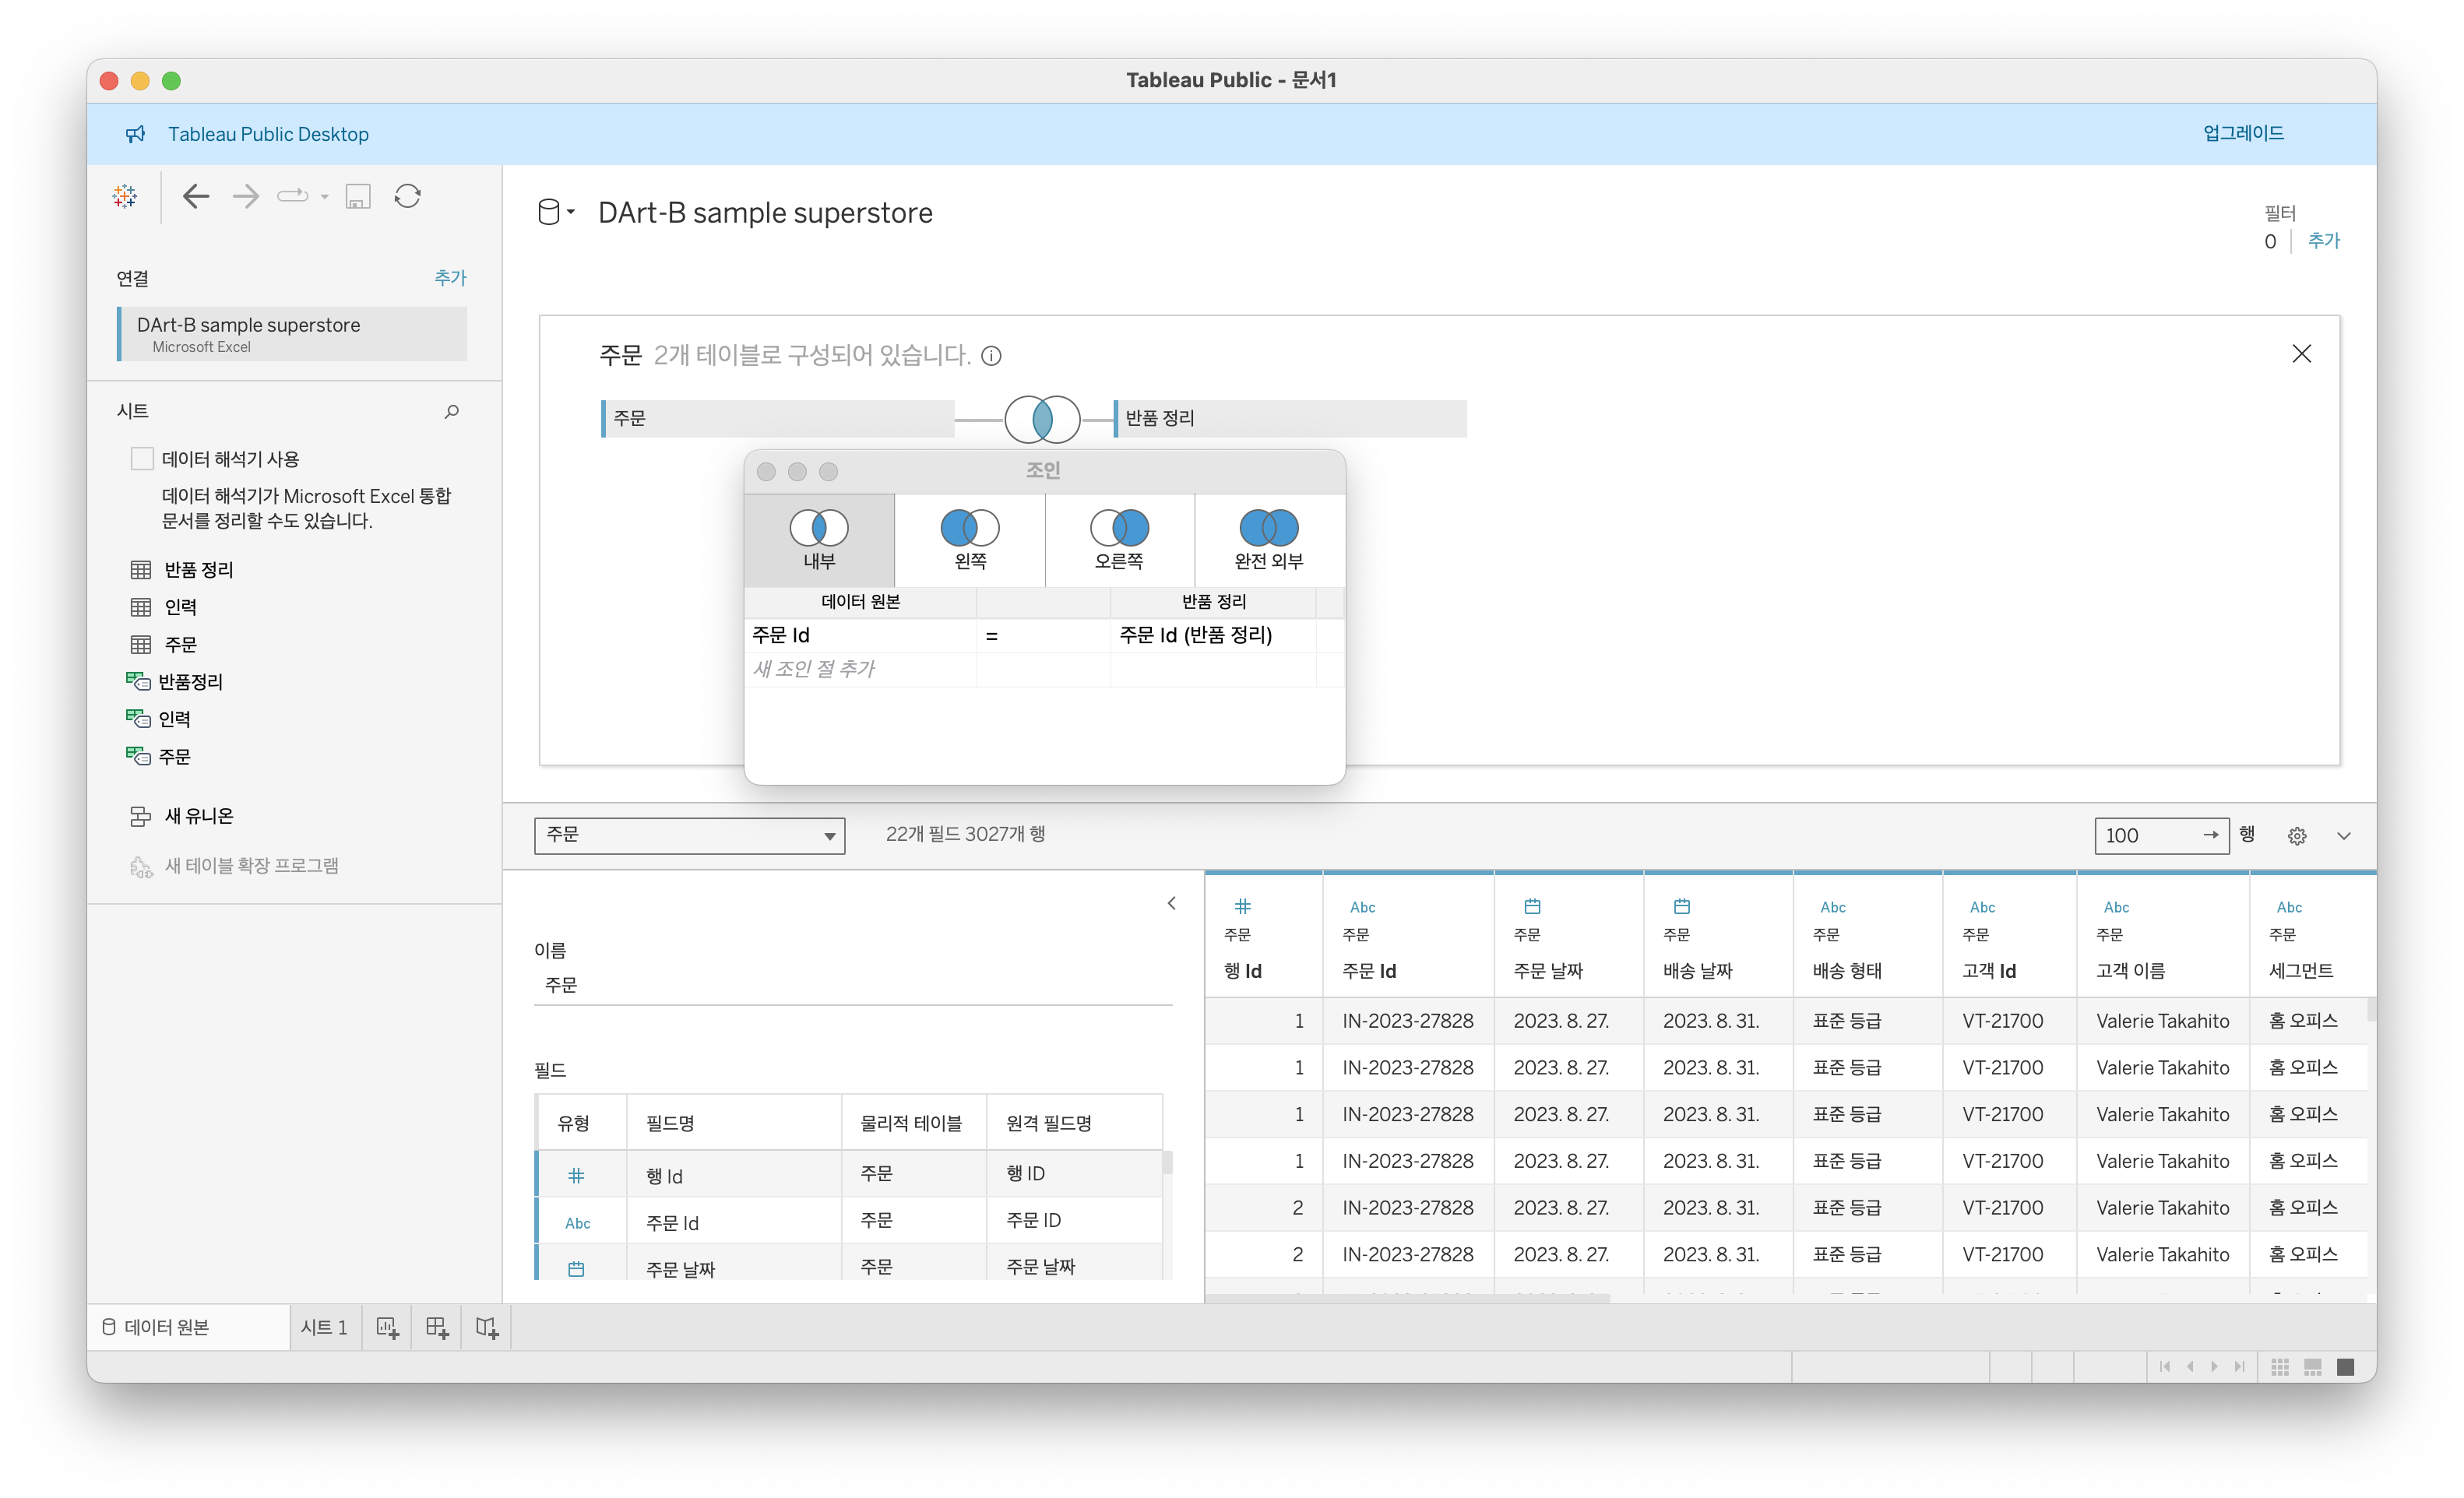 Tableau Public - 문서1
Tableau Public Desktop
업그레이드
DArt-B sample superstore
필터
0
추가
연결
추가
DArt-B sample superstore
Microsoft Excel
주문 2개 테이블로 구성되어 있습니다.
주문
반품 정리
시트
데이터 해석기 사용
데이터 해석기가 Microsoft Excel 통합
문서를 정리할 수도 있습니다.
반품 정리
인력
주문
반품정리
인력
주문
새 유니온
새 테이블 확장 프로그램
조인
내부 왼쪽 오른쪽 완전 외부
데이터 원본 반품 정리
주문 Id = 주문 Id (반품 정리)
새 조인 절 추가
주문
22개 필드 3027개 행
100
행
이름
주문
필드
유형 필드명 물리적 테이블 원격 필드명
행 Id 주문 행 ID
Abc 주문 Id 주문 주문 ID
주문 날짜 주문 주문 날짜
Abc Abc Abc Abc Abc
주문 주문 주문 주문 주문 주문 주문 주문
행 Id 주문 Id 주문 날짜 배송 날짜 배송 형태 고객 Id 고객 이름 세그먼트
1 IN-2023-27828 2023. 8. 27. 2023. 8. 31. 표준 등급 VT-21700 Valerie Takahito 홈 오피스
1 IN-2023-27828 2023. 8. 27. 2023. 8. 31. 표준 등급 VT-21700 Valerie Takahito 홈 오피스
1 IN-2023-27828 2023. 8. 27. 2023. 8. 31. 표준 등급 VT-21700 Valerie Takahito 홈 오피스
1 IN-2023-27828 2023. 8. 27. 2023. 8. 31. 표준 등급 VT-21700 Valerie Takahito 홈 오피스
2 IN-2023-27828 2023. 8. 27. 2023. 8. 31. 표준 등급 VT-21700 Valerie Takahito 홈 오피스
2 IN-2023-27828 2023. 8. 27. 2023. 8. 31. 표준 등급 VT-21700 Valerie Takahito 홈 오피스
데이터 원본
시트 1